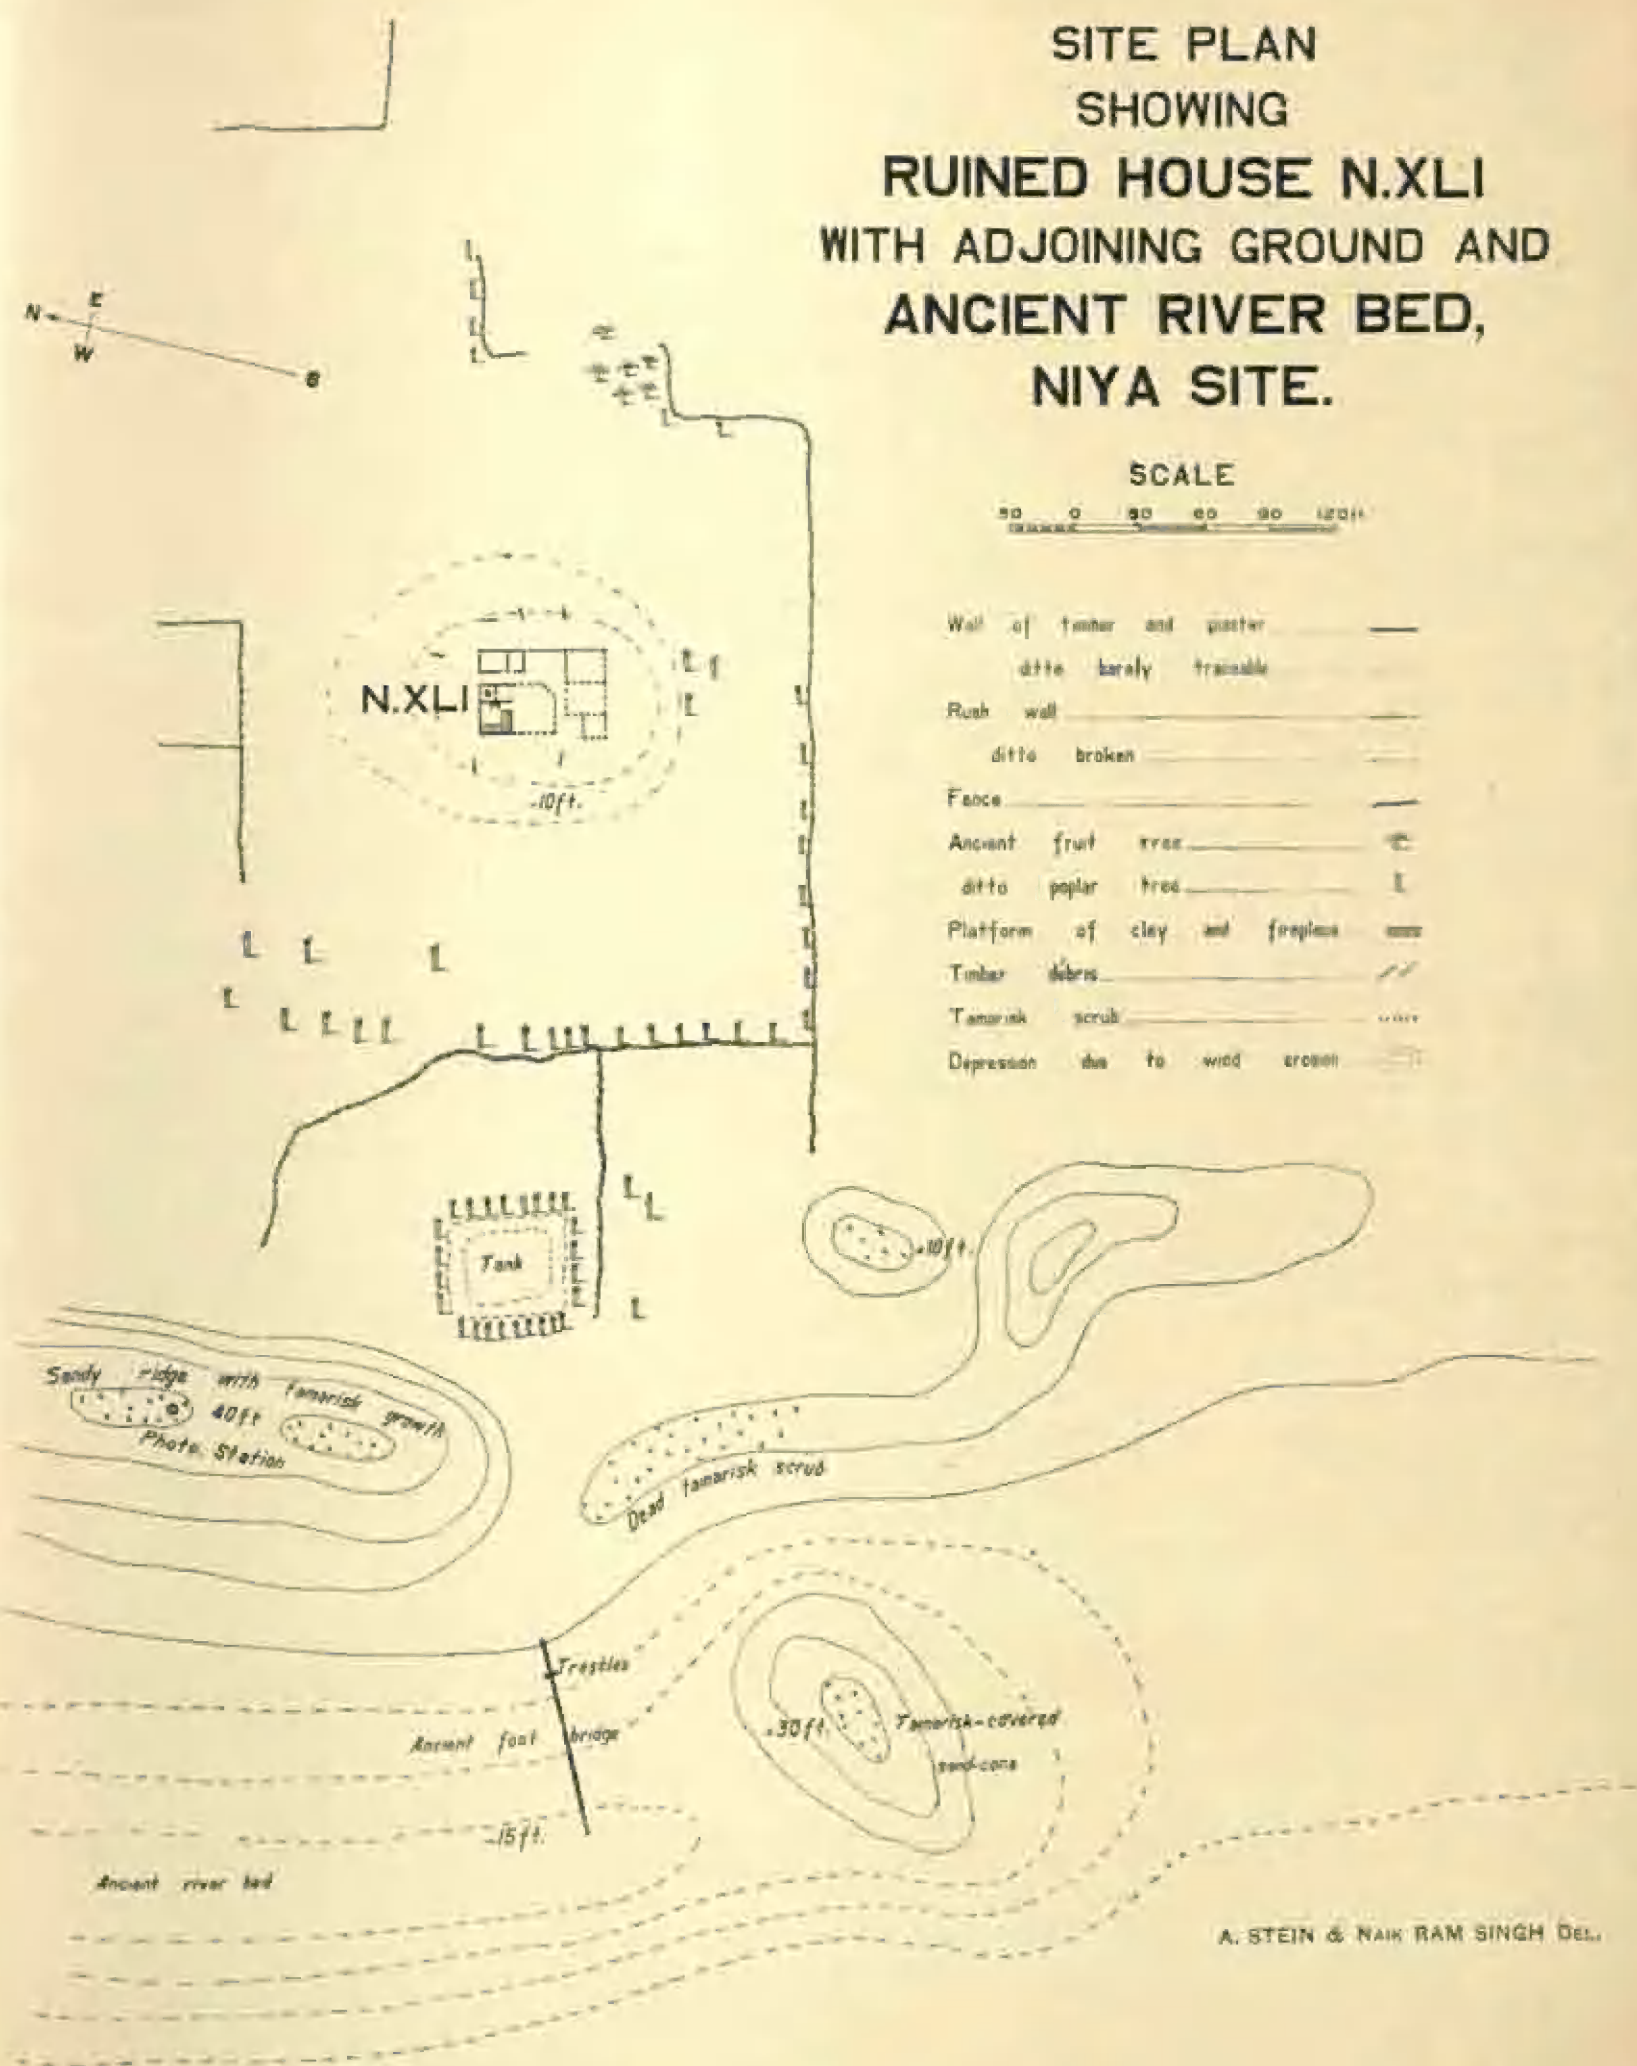 SITE PLAN
SHOWING
RUINED HOUSE N.XLI
WITH ADJOINING GROUND AND
ANCIENT RIVER BED,
NIYA SITE.
SCALE
30 0 30 60 90 120 ft.
Wall of timber and plaster
ditto barely traceable
Rush wall
ditto broken
Fence
Ancient fruit tree
ditto poplar tree
Platform of clay and fireplace
Timber débris
Tamarisk scrub
Depression due to wind erosion
N
E
W
S
N.XLI
-10ft.
Tank
+10ft.
Sandy ridge with tamarisk growth
40ft
Photo. Station
Dead tamarisk scrub
Trestles
Ancient foot bridge
+30ft.
Tamarisk-covered
sand-cone
-15ft.
Ancient river bed
A. STEIN & NAIK RAM SINGH DEL.